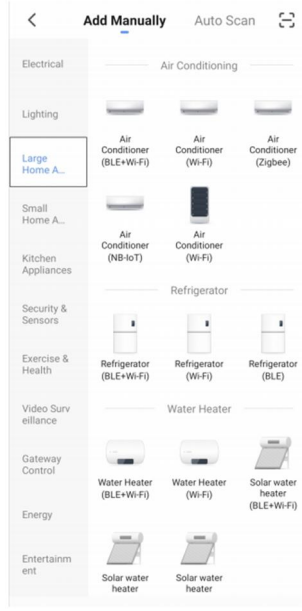 Add Manually
Auto Scan
Electrical
Lighting
Large
Home A...
Small
Home A...
Kitchen
Appliances
Security &
Sensors
Exercise &
Health
Video Surv
eillance
Gateway
Control
Energy
Entertainm
ent
Air Conditioning
Air
Conditioner
(BLE+Wi-Fi)
Air
Conditioner
(Wi-Fi)
Air
Conditioner
(Zigbee)
Air
Conditioner
(NB-IoT)
Air
Conditioner
(Wi-Fi)
Refrigerator
Refrigerator
(BLE+Wi-Fi)
Refrigerator
(Wi-Fi)
Refrigerator
(BLE)
Water Heater
Water Heater
(BLE+Wi-Fi)
Water Heater
(Wi-Fi)
Solar water
heater
(BLE+Wi-Fi)
Solar water
heater
Solar water
heater